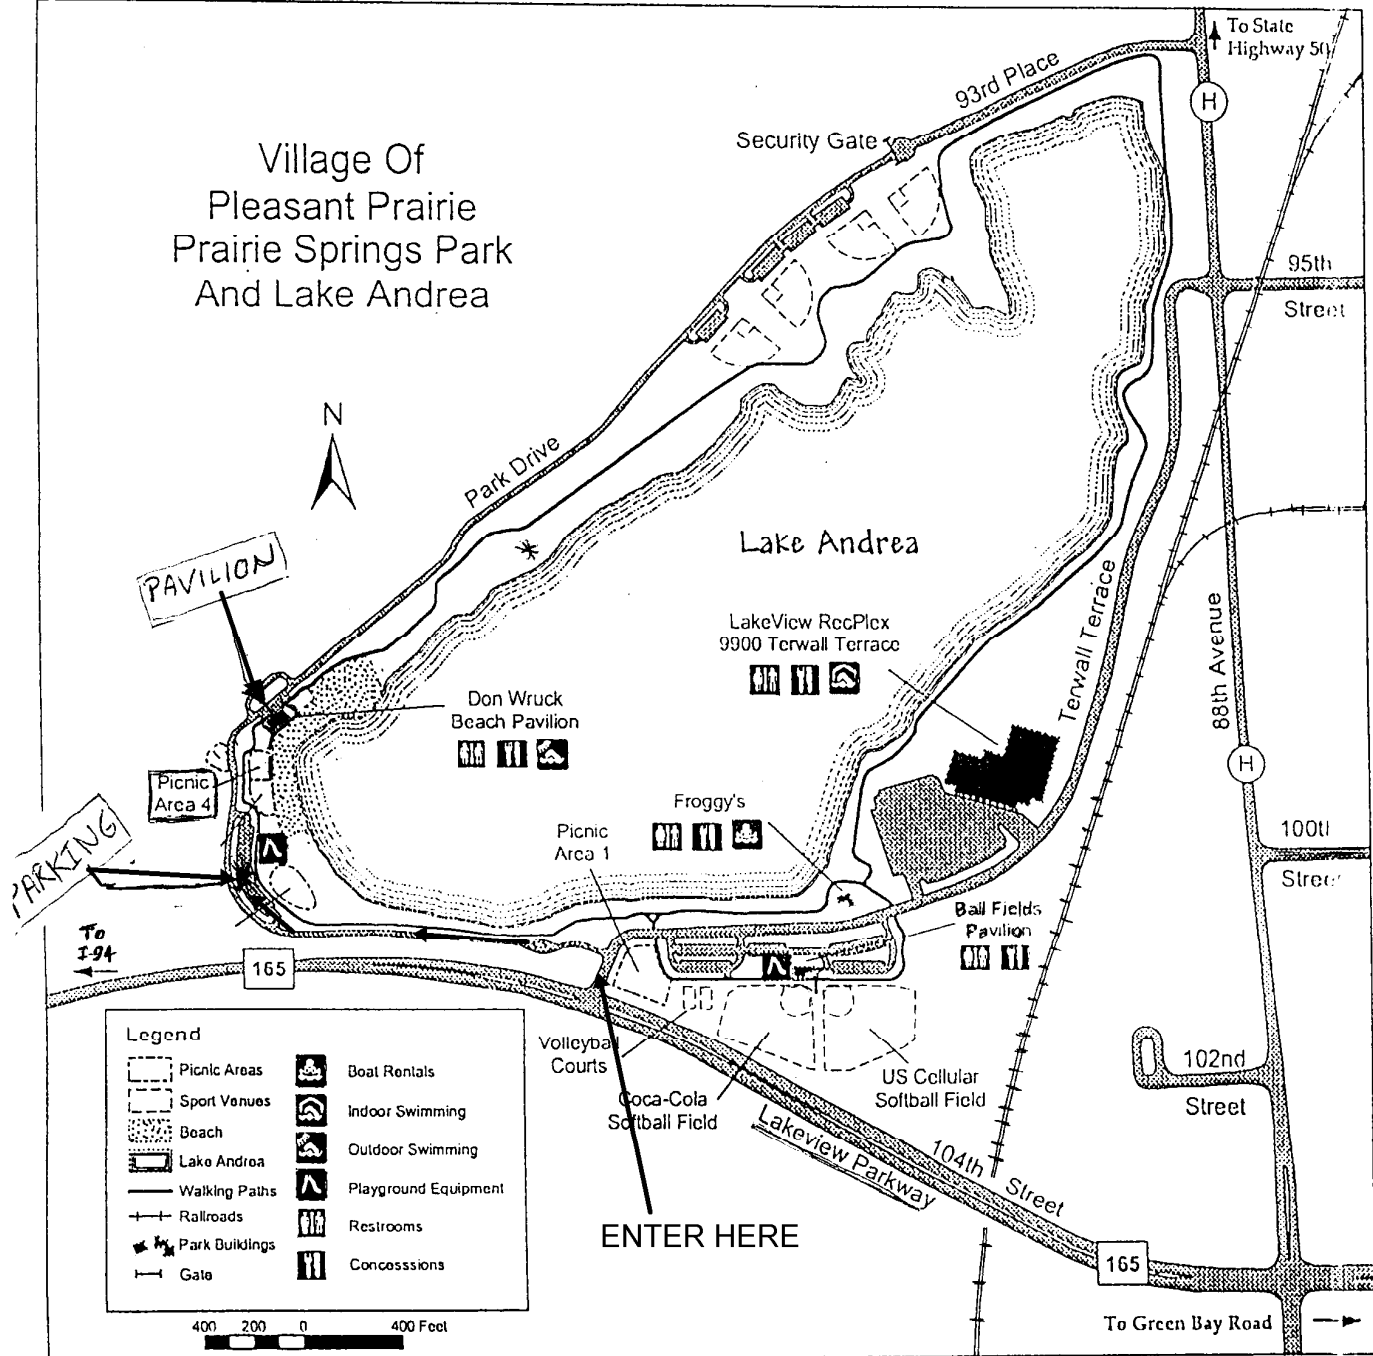 To State
Highway 50
93rd Place
H
Security Gate
Village Of
Pleasant Prairie
Prairie Springs Park
And Lake Andrea
95th
Street
N
Park Drive
Lake Andrea
PAVILION
LakeView RecPlex
9900 Terwall Terrace
Terwall Terrace
88th Avenue
Don Wruck
Beach Pavilion
H
Picnic
Area 4
Froggy's
Picnic
Area 1
PARKING
100th
Street
Ball Fields
Pavilion
To
I-94
165
Volleyball
Courts
Coca-Cola
Softball Field
US Cellular
Softball Field
102nd
Street
Lakeview Parkway
104th Street
ENTER HERE
165
To Green Bay Road
Legend
Picnic Areas
Sport Venues
Beach
Lake Andrea
Walking Paths
Railroads
Park Buildings
Gate
Boat Rentals
Indoor Swimming
Outdoor Swimming
Playground Equipment
Restrooms
Concesssions
400 200 0 400 Feet